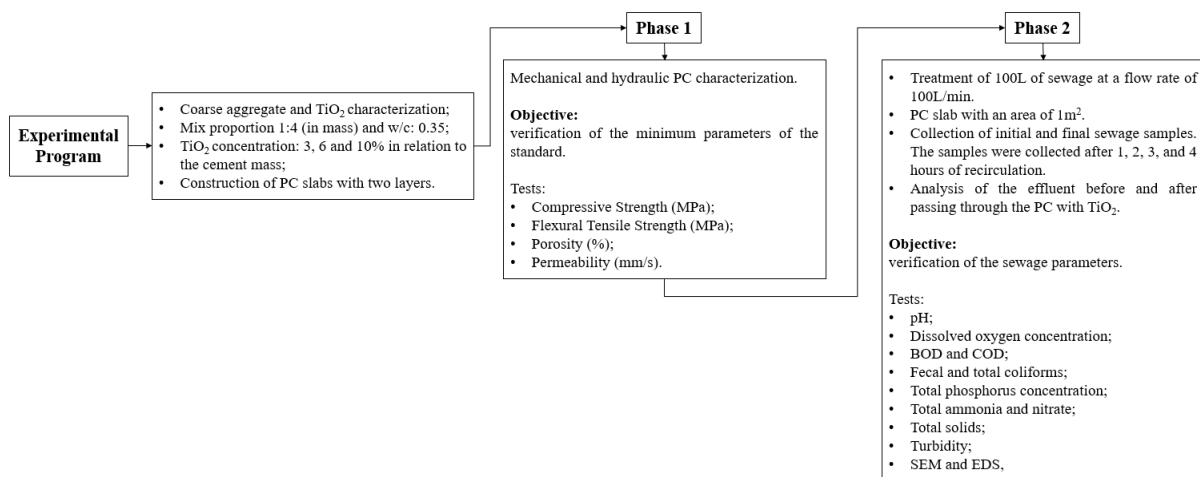 Experimental
Program
• Coarse aggregate and TiO₂ characterization;
• Mix proportion 1:4 (in mass) and w/c: 0.35;
• TiO₂ concentration: 3, 6 and 10% in relation to
the cement mass;
• Construction of PC slabs with two layers.
Phase 1
Mechanical and hydraulic PC characterization.
Objective:
verification of the minimum parameters of the
standard.
Tests:
• Compressive Strength (MPa);
• Flexural Tensile Strength (MPa);
• Porosity (%);
• Permeability (mm/s).
Phase 2
• Treatment of 100L of sewage at a flow rate of
100L/min.
• PC slab with an area of 1m².
• Collection of initial and final sewage samples.
The samples were collected after 1, 2, 3, and 4
hours of recirculation.
• Analysis of the effluent before and after
passing through the PC with TiO₂.
Objective:
verification of the sewage parameters.
Tests:
• pH;
• Dissolved oxygen concentration;
• BOD and COD;
• Fecal and total coliforms;
• Total phosphorus concentration;
• Total ammonia and nitrate;
• Total solids;
• Turbidity;
• SEM and EDS,